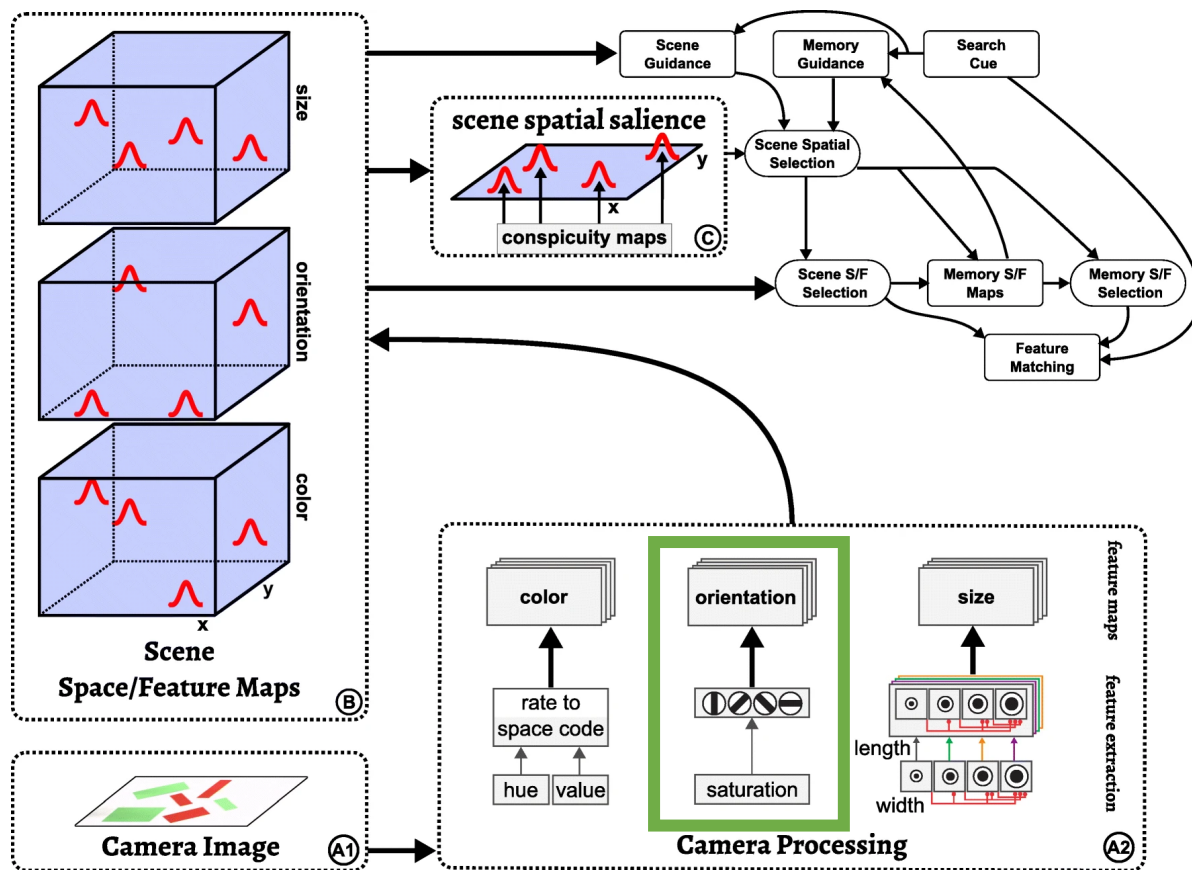 size
orientation
color
y
x
Scene
Space/Feature Maps
B
scene spatial salience
y
x
conspicuity maps
C
Scene
Guidance
Memory
Guidance
Search
Cue
Scene Spatial
Selection
Scene S/F
Selection
Memory S/F
Maps
Memory S/F
Selection
Feature
Matching
Camera Image
A1
color
orientation
size
feature maps
rate to
space code
hue
value
saturation
length
width
feature extraction
Camera Processing
A2